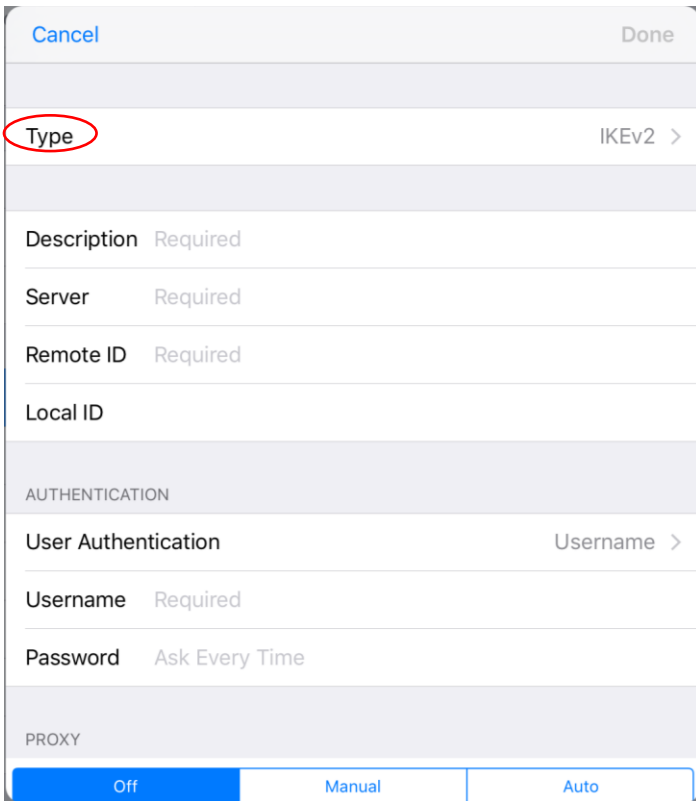 Cancel Done
Type IKEv2
Description Required
Server Required
Remote ID Required
Local ID
AUTHENTICATION
User Authentication Username
Username Required
Password Ask Every Time
PROXY
Off Manual Auto